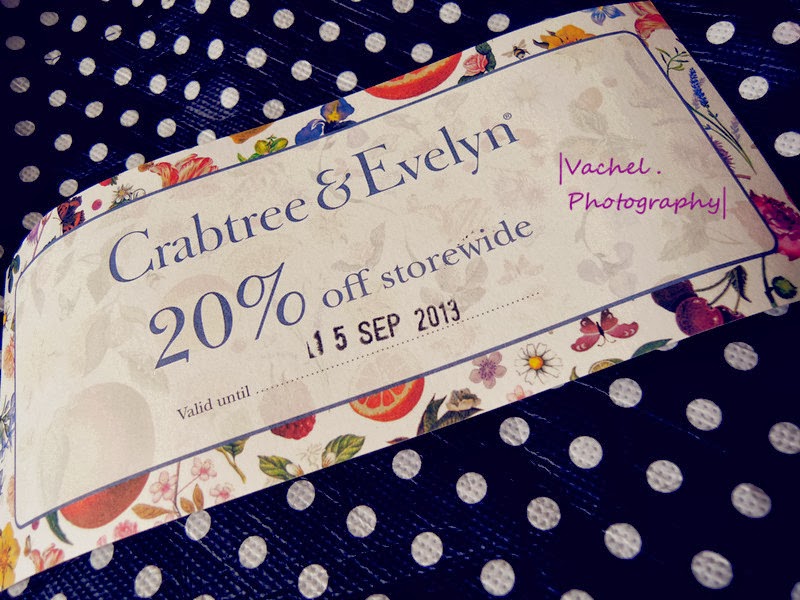 Crabtree & Evelyn®
20% off storewide
15 SEP 2013
Valid until
|Vachel.
Photography|